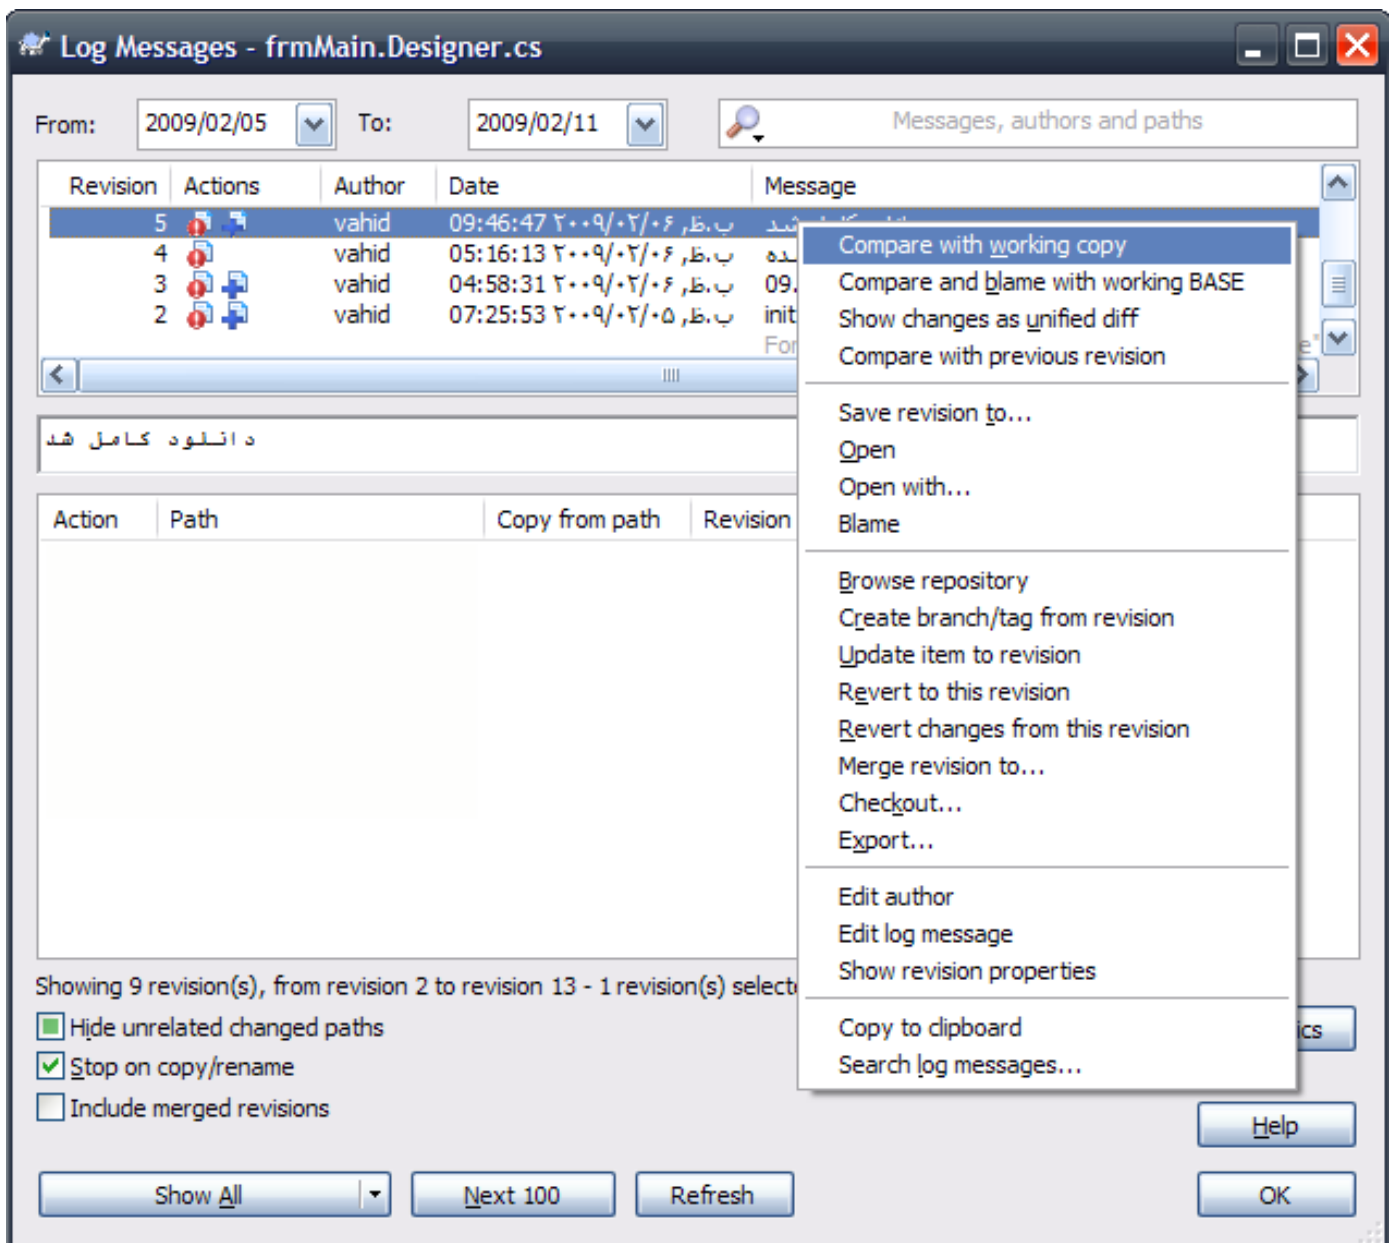 Log Messages - frmMain.Designer.cs
From: 2009/02/05 To: 2009/02/11 Messages, authors and paths
Revision Actions Author Date Message
5 vahid 09:46:47 ۲۰۰۹/۰۲/۰۶ ,ب.ظ شد
4 vahid 05:16:13 ۲۰۰۹/۰۲/۰۶ ,ب.ظ
3 vahid 04:58:31 ۲۰۰۹/۰۲/۰۶ ,ب.ظ 09.
2 vahid 07:25:53 ۲۰۰۹/۰۲/۰۵ ,ب.ظ init
For
دانلود کامل شد
Action Path Copy from path Revision
Compare with working copy
Compare and blame with working BASE
Show changes as unified diff
Compare with previous revision
Save revision to...
Open
Open with...
Blame
Browse repository
Create branch/tag from revision
Update item to revision
Revert to this revision
Revert changes from this revision
Merge revision to...
Checkout...
Export...
Edit author
Edit log message
Show revision properties
Copy to clipboard
Search log messages...
Showing 9 revision(s), from revision 2 to revision 13 - 1 revision(s) select
Hide unrelated changed paths
ics
Stop on copy/rename
Include merged revisions
Help
Show All Next 100 Refresh OK